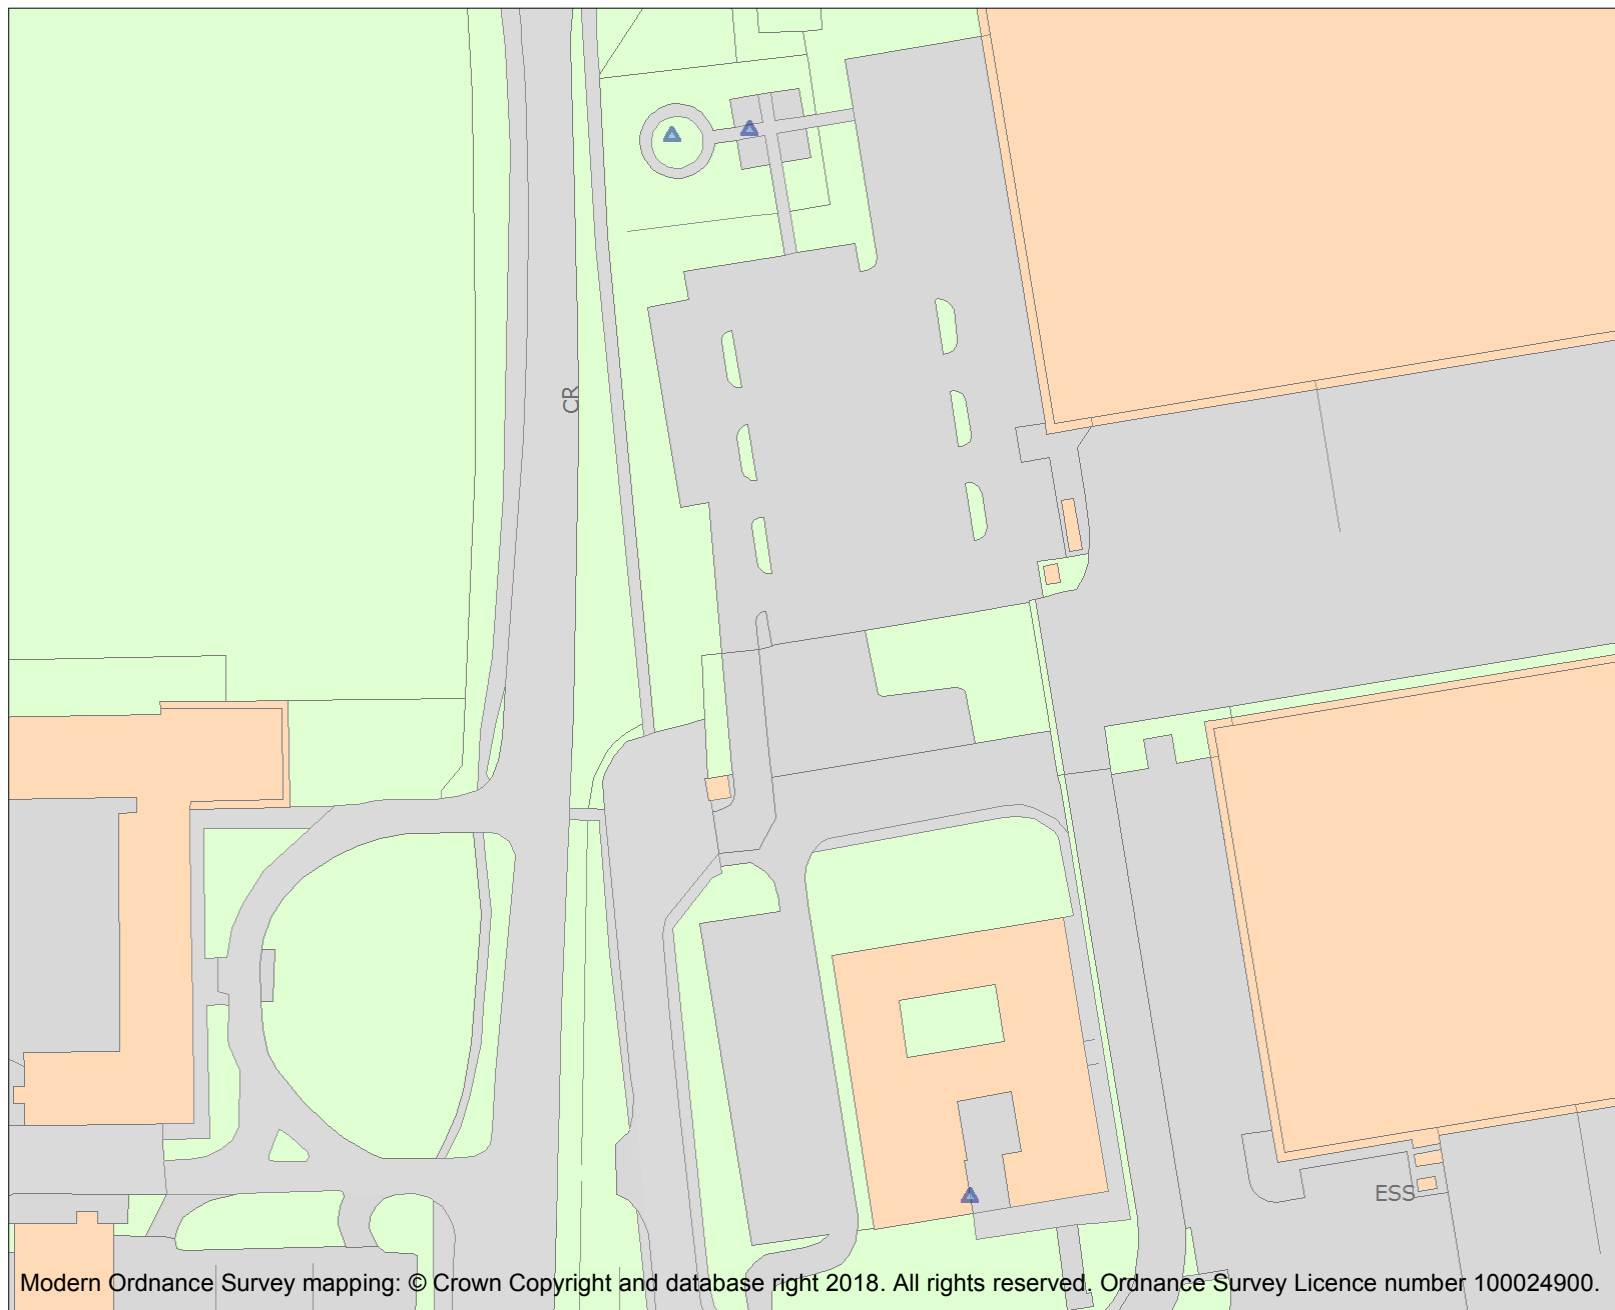 CR
ESS
Modern Ordnance Survey mapping: © Crown Copyright and database right 2018. All rights reserved. Ordnance Survey Licence number 100024900.